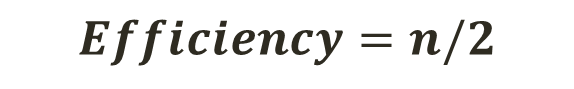 Efficiency = n/2